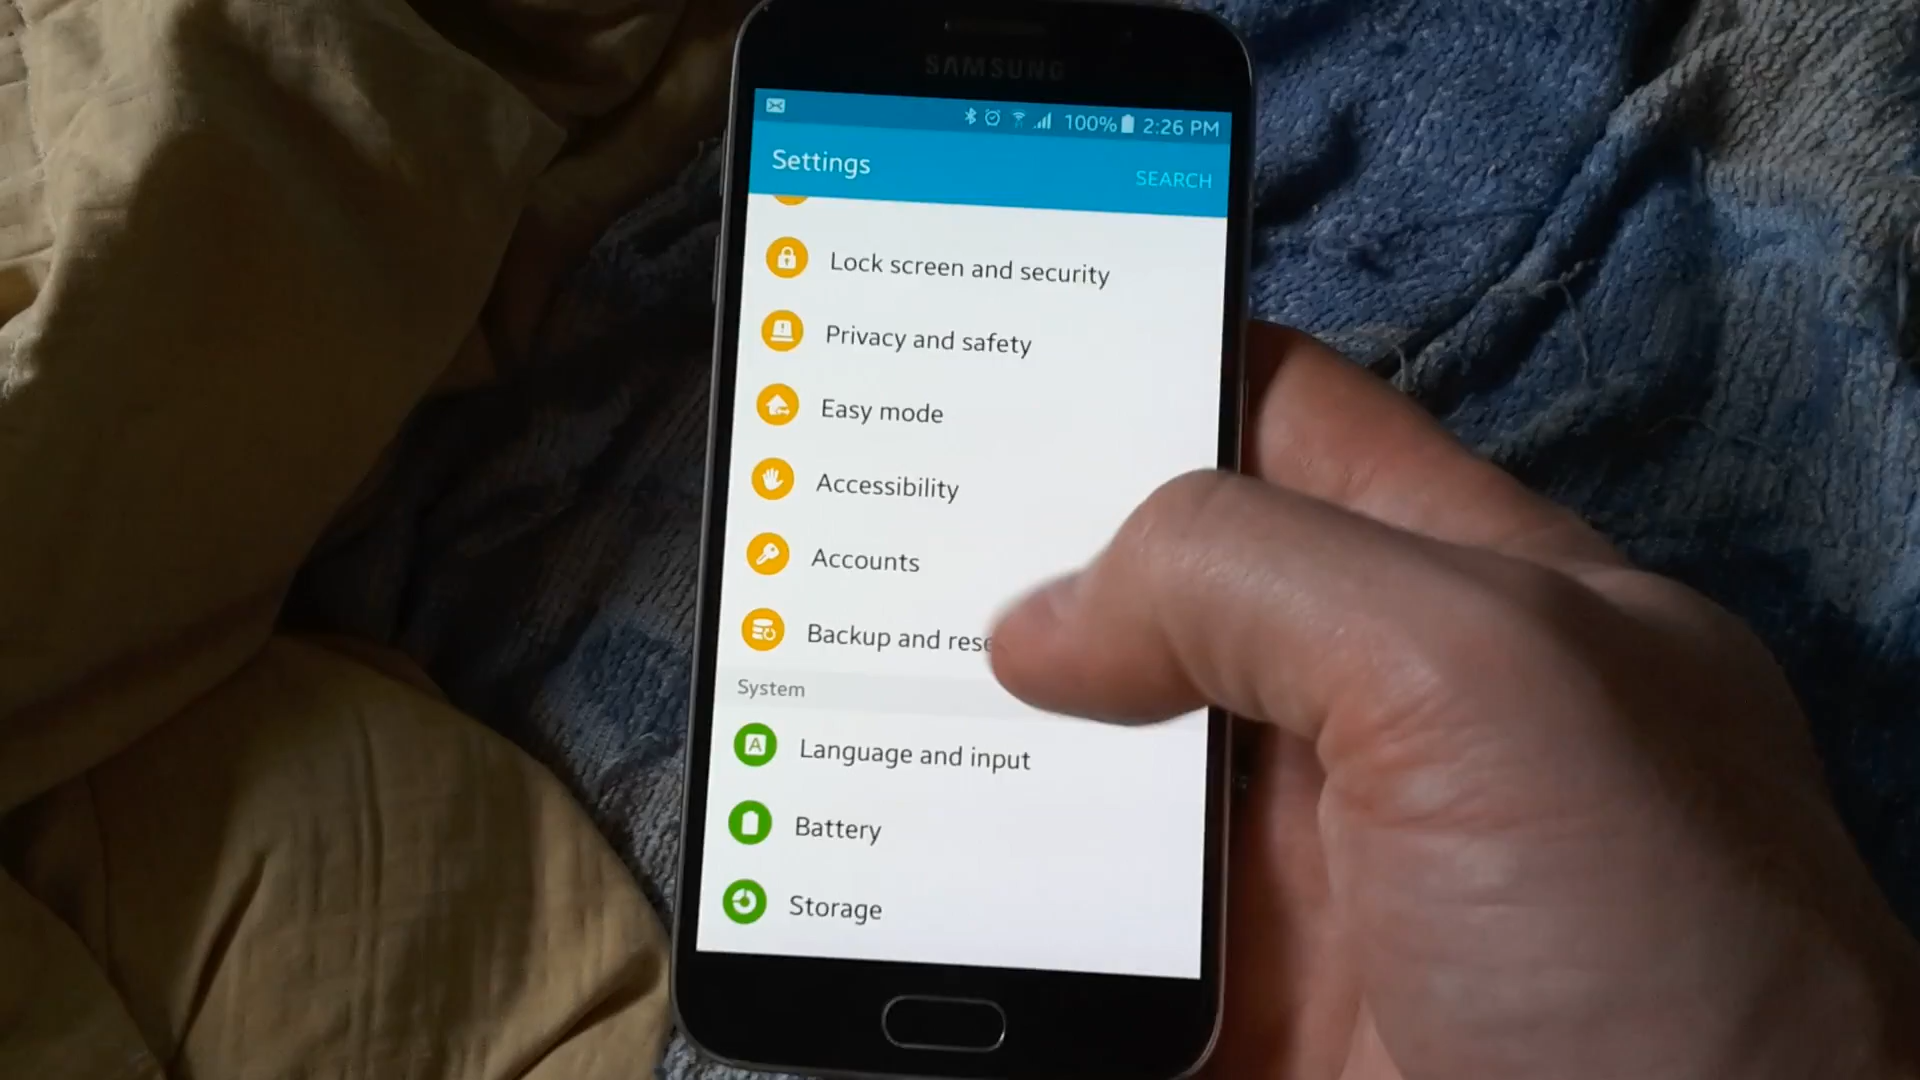 SAMSUNG
100% 2:26 PM
Settings
SEARCH
Lock screen and security
Privacy and safety
Easy mode
Accessibility
Accounts
Backup and rese
System
A
Language and input
Battery
Storage